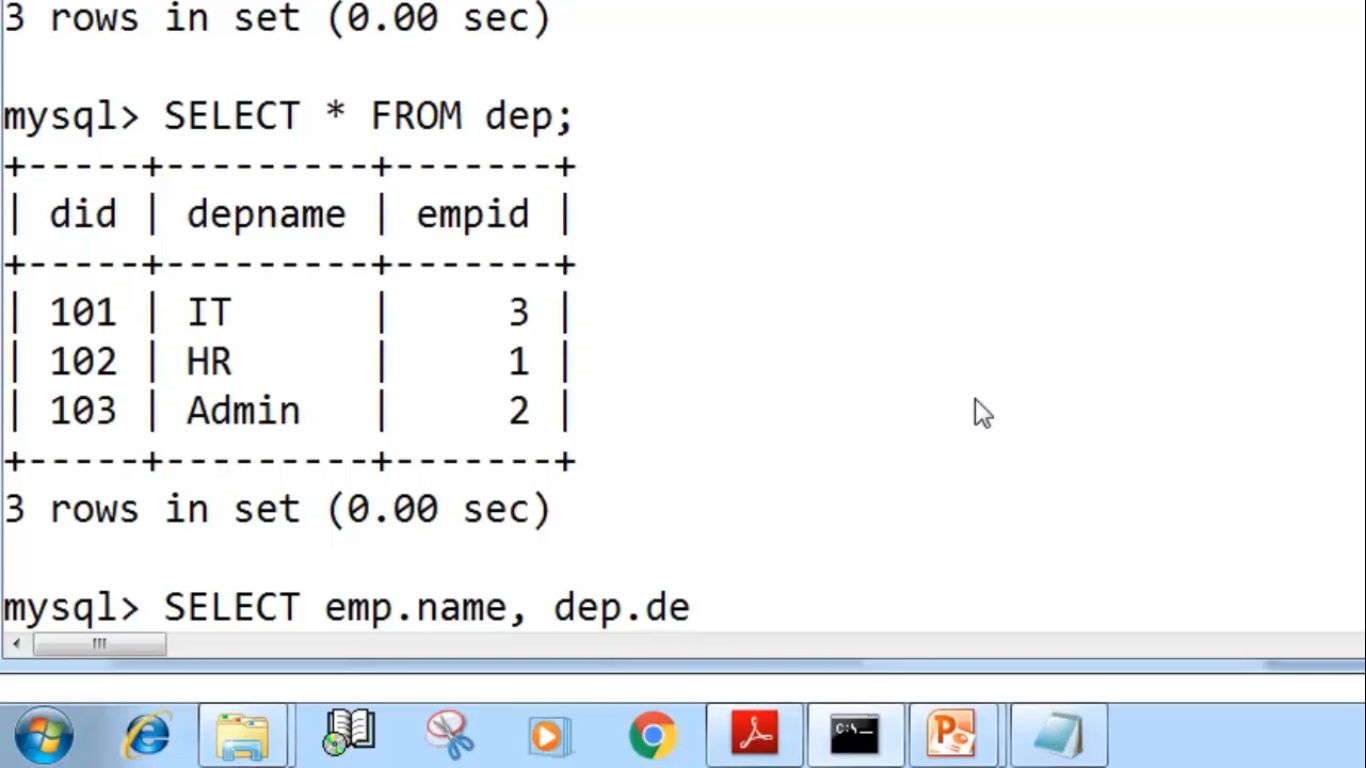 3 rows in set (0.00 sec)
mysql> SELECT * FROM dep;
+-----+---------+-------+
| did | depname | empid |
+-----+---------+-------+
| 101 | IT      |     3 |
| 102 | HR      |     1 |
| 103 | Admin   |     2 |
+-----+---------+-------+
3 rows in set (0.00 sec)
mysql> SELECT emp.name, dep.de
C:\_